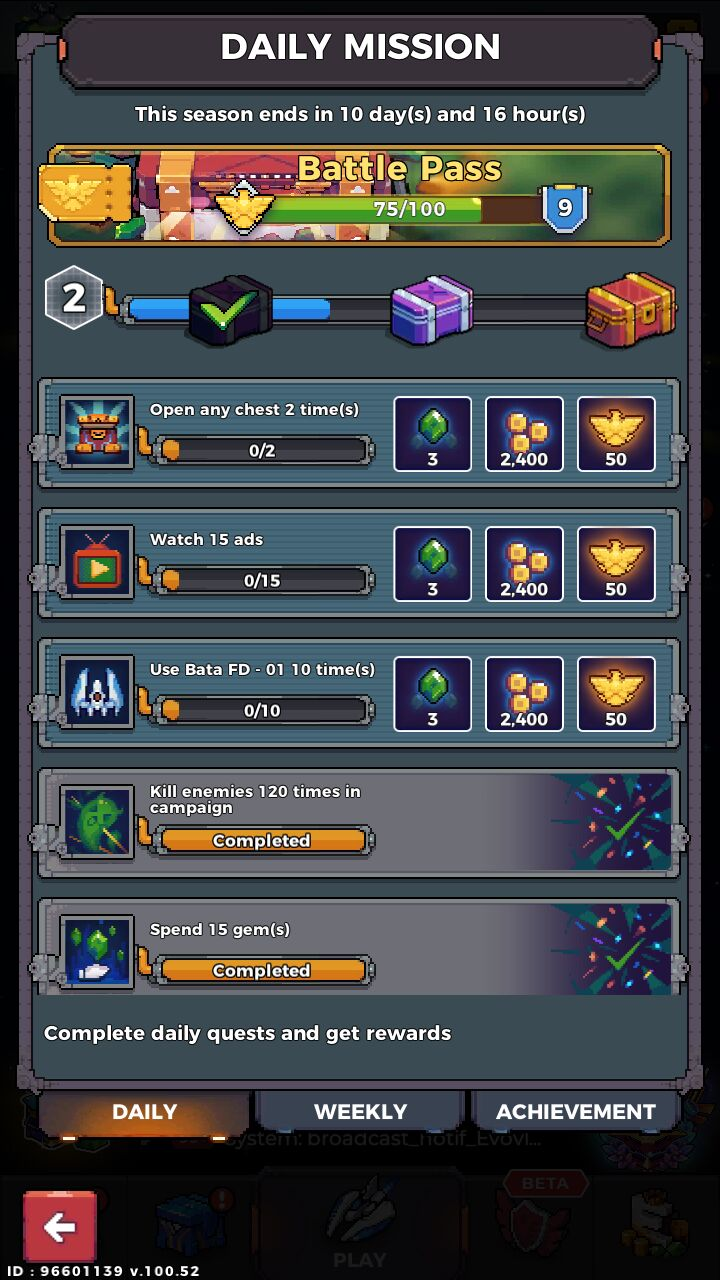 DAILY MISSION
This season ends in 10 day(s) and 16 hour(s)
Battle Pass
75/100
9
2
Open any chest 2 time(s)
0/2
3
2,400
50
Watch 15 ads
0/15
3
2,400
50
Use Bata FD - 01 10 time(s)
0/10
3
2,400
50
Kill enemies 120 times in
campaign
Completed
Spend 15 gem(s)
Completed
Complete daily quests and get rewards
DAILY
WEEKLY
ACHIEVEMENT
system: broadcast_notif_Evovl...
BETA
PLAY
ID : 96601139 v.100.52